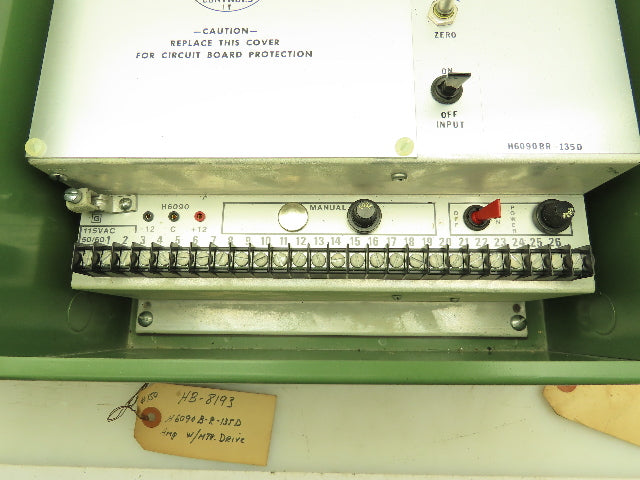 CONTROLS
—CAUTION—
REPLACE THIS COVER
FOR CIRCUIT BOARD PROTECTION
ZERO
ON
OFF
INPUT
H6090BR-135D
H6090
-12 C +12
MANUAL
OFF
ON
POWER
115VAC
50/60
1 2 3 4 5 6 7 8 9 10 11 12 13 14 15 16 17 18 19 20 21 22 23 24 25 26
HB-8193
H6090B-R-135D
Amp W/MTR. Drive